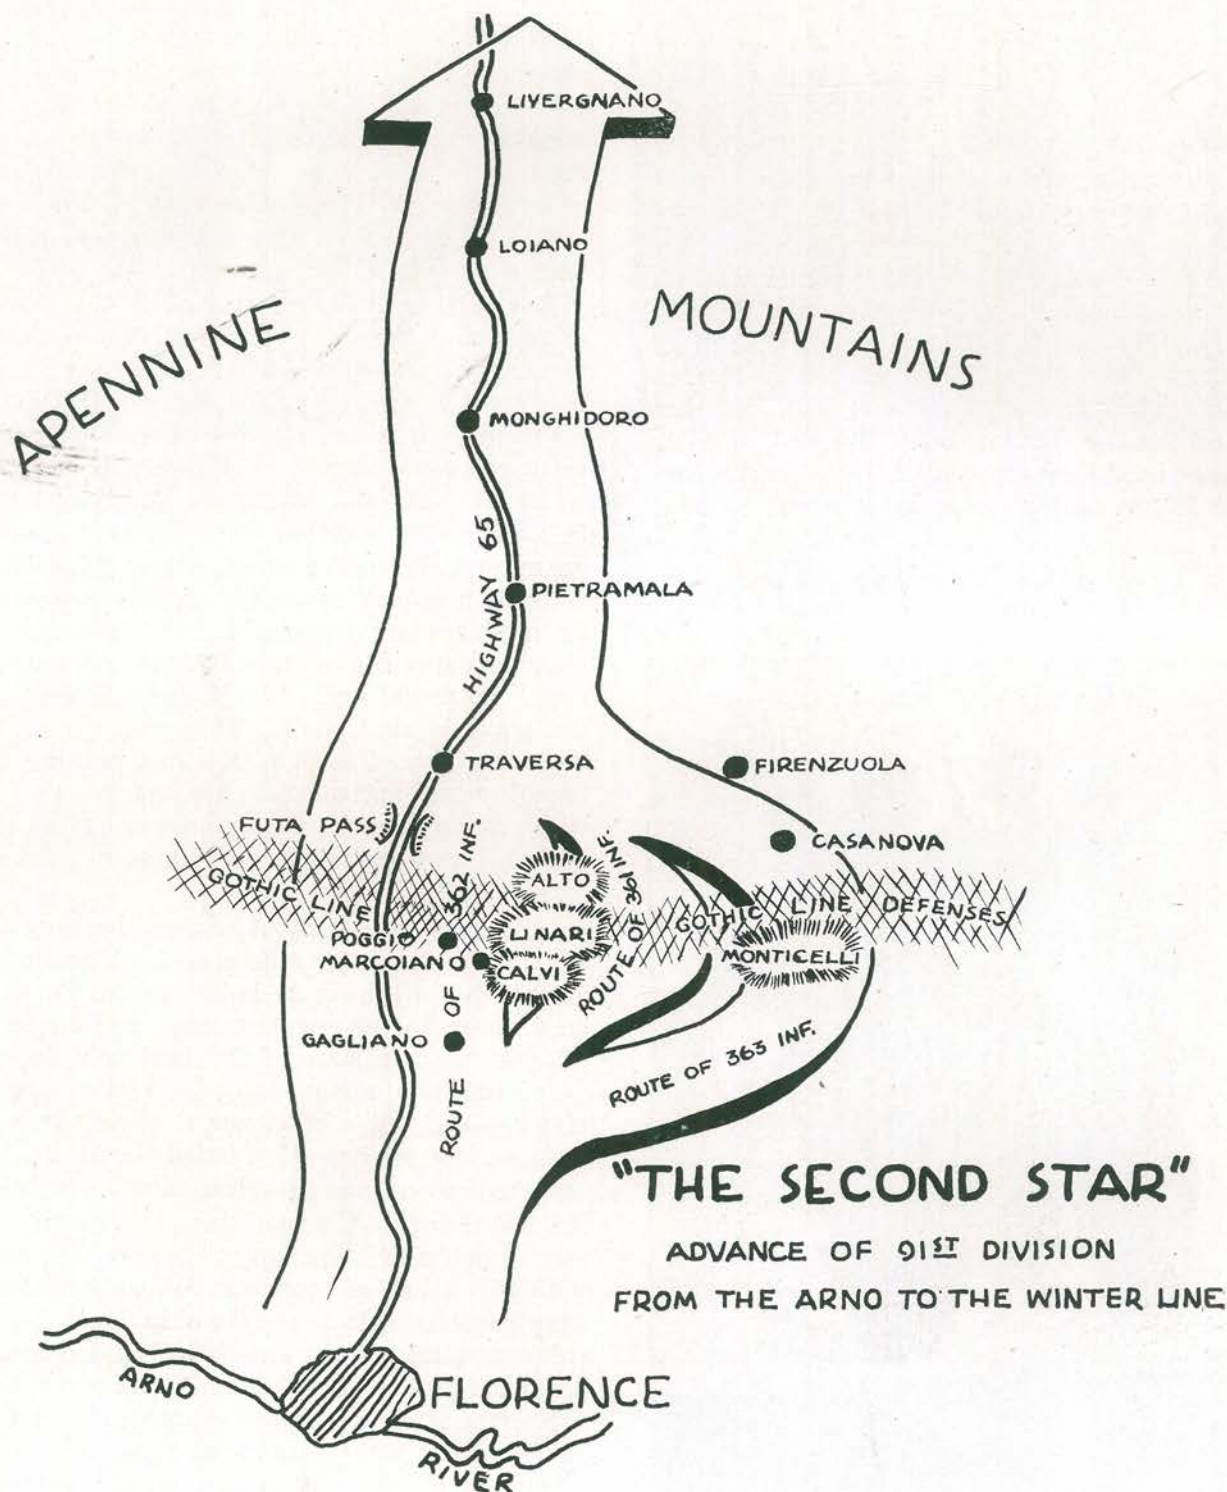 LIVERGNANO
LOIANO
APENNINE
MOUNTAINS
MONGHIDORO
HIGHWAY 65
PIETRAMALA
TRAVERSA
FIRENZUOLA
FUTA PASS
CASANOVA
GOTHIC LINE
GOTHIC LINE DEFENSES
ALTO
LINARI
CALVI
MONTICELLI
POGGIO
MARCOIANO
GAGLIANO
ROUTE OF 362 INF.
ROUTE OF 361 INF.
ROUTE OF 363 INF.
"THE SECOND STAR"
ADVANCE OF 91ST DIVISION
FROM THE ARNO TO THE WINTER LINE
FLORENCE
ARNO
RIVER